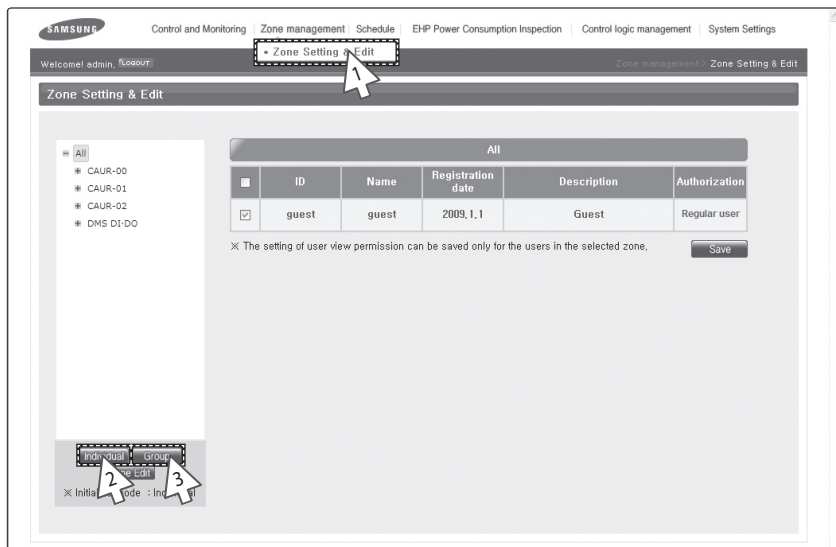 SAMSUNG Control and Monitoring Zone management Schedule EHP Power Consumption Inspection Control logic management System Settings
• Zone Setting & Edit
1
Welcome! admin, LOGOUT Zone management > Zone Setting & Edit
Zone Setting & Edit
All
CAUR-00
CAUR-01
CAUR-02
DMS DI-DO
All
ID Name Registration date Description Authorization
guest guest 2009.1.1 Guest Regular user
※ The setting of user view permission can be saved only for the users in the selected zone.
Save
Individual Group
Edit
2 3
※